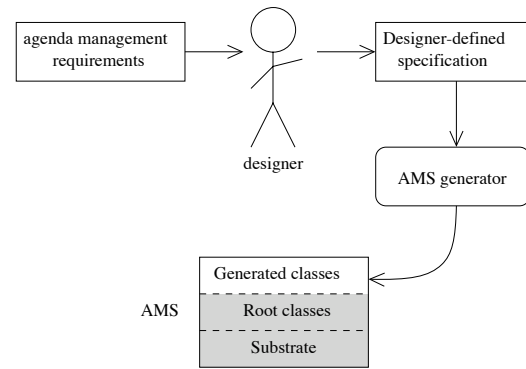 agenda management
requirements
Designer-defined
specification
designer
AMS generator
Generated classes
AMS
Root classes
Substrate